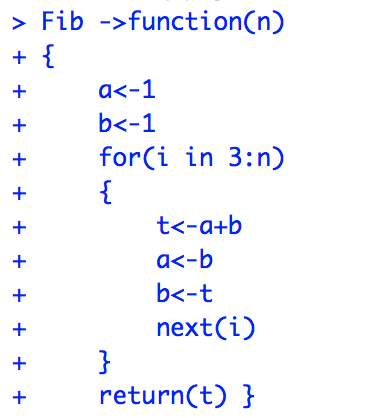 > Fib ->function(n)
+ {
+     a<-1
+     b<-1
+     for(i in 3:n)
+     {
+         t<-a+b
+         a<-b
+         b<-t
+         next(i)
+     }
+     return(t) }